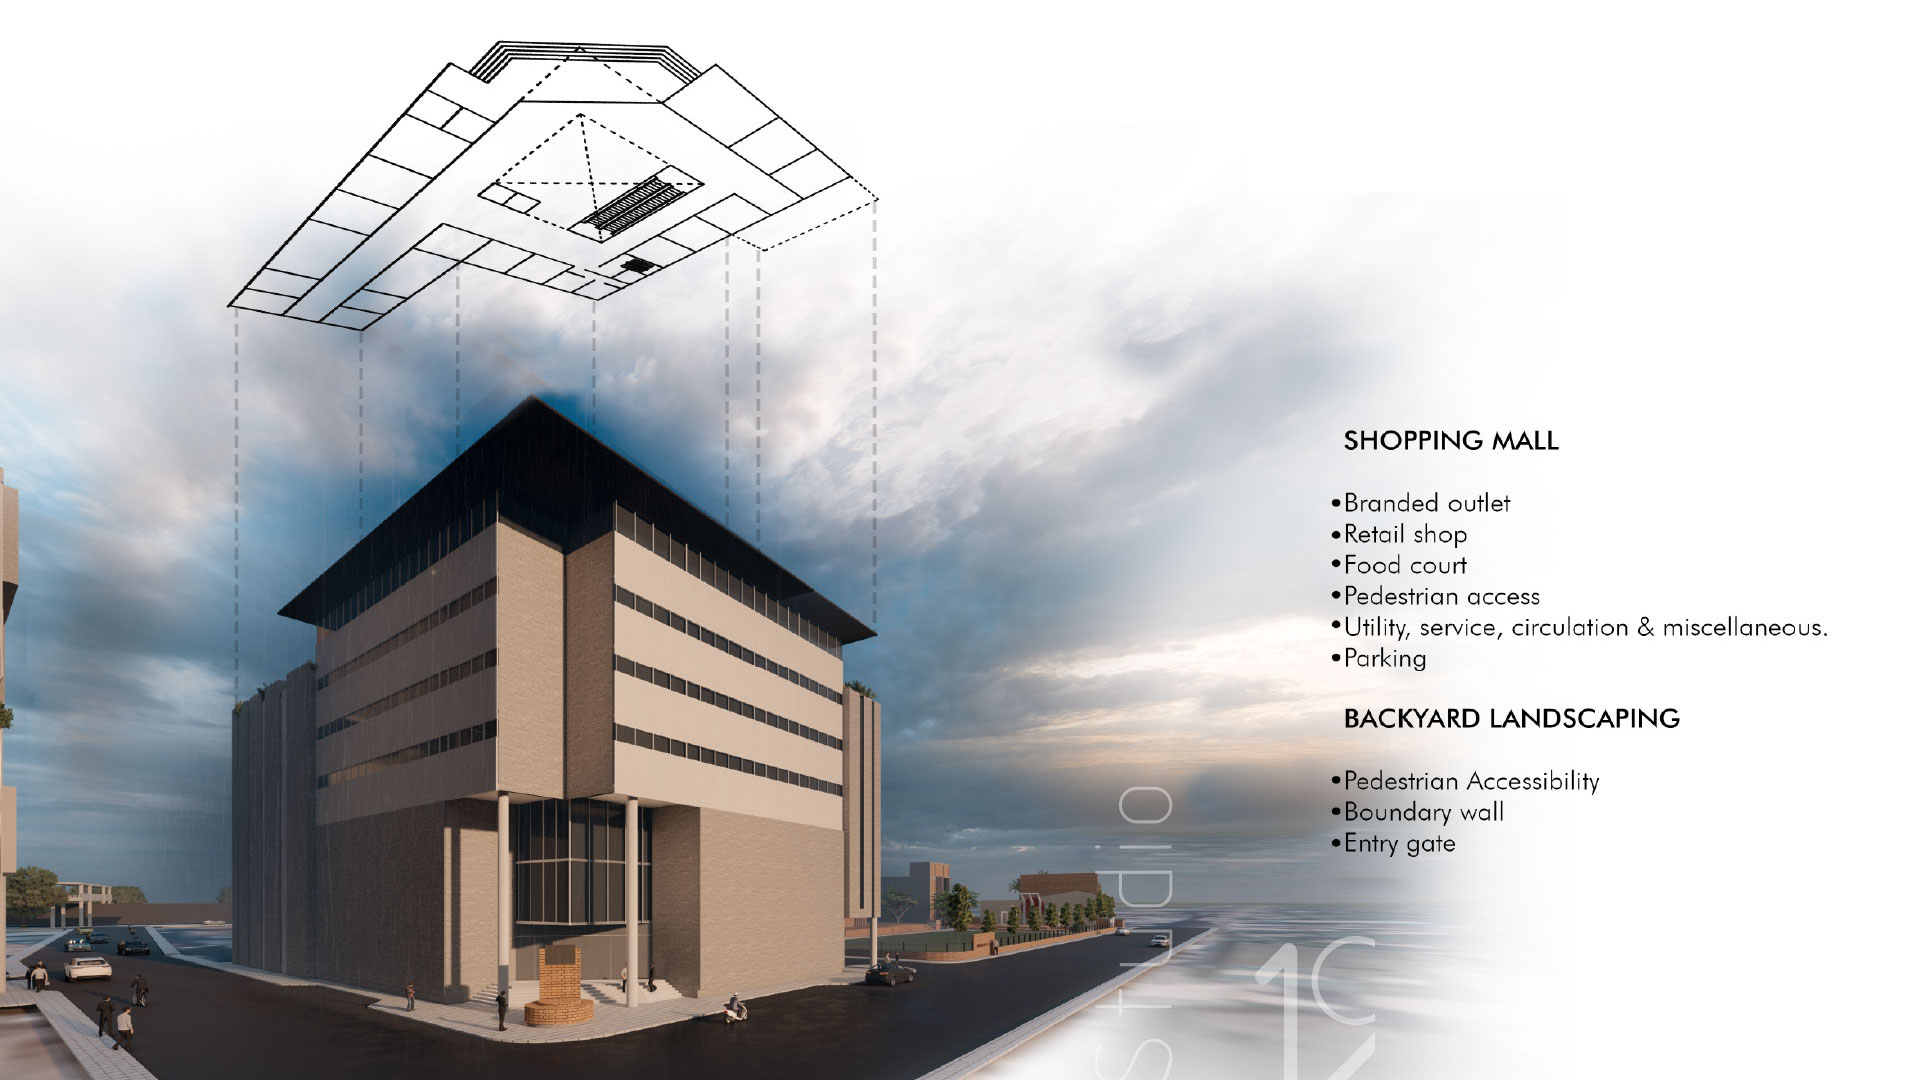 SHOPPING MALL
•Branded outlet
•Retail shop
•Food court
•Pedestrian access
•Utility, service, circulation & miscellaneous.
•Parking
BACKYARD LANDSCAPING
•Pedestrian Accessibility
•Boundary wall
•Entry gate
studio